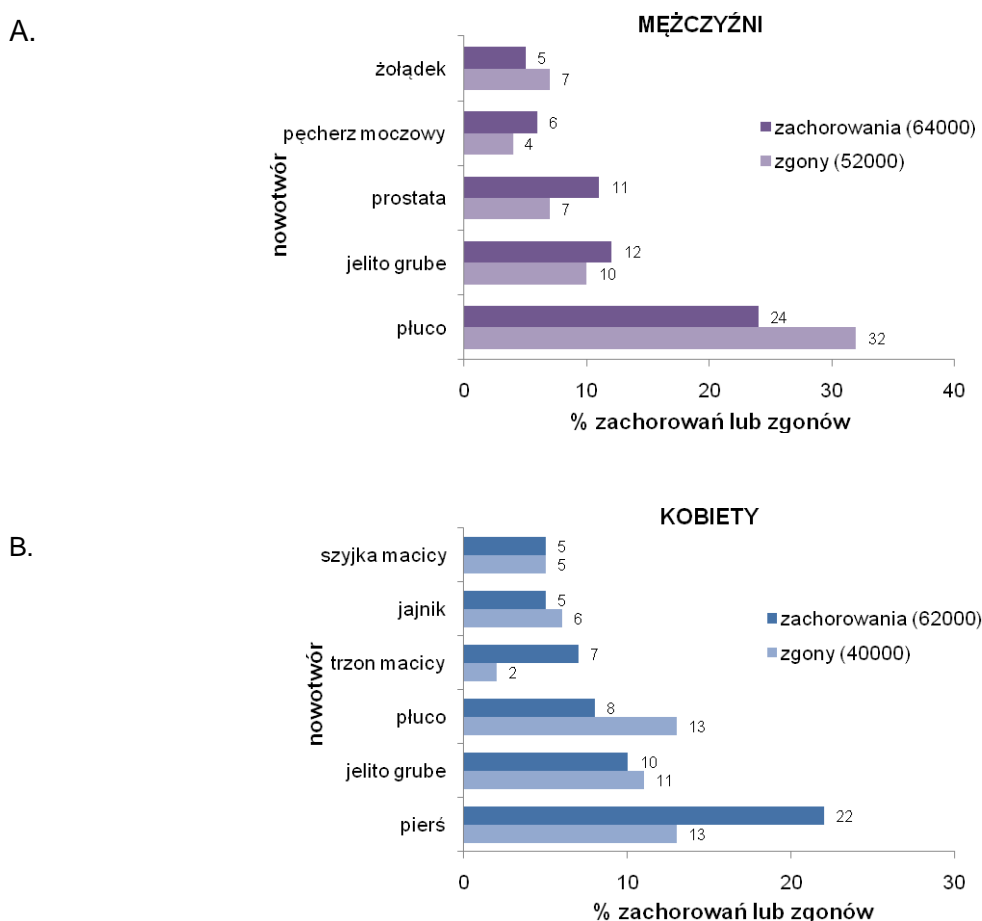 A.
MĘŻCZYŹNI
nowotwór
żołądek
5
7
pęcherz moczowy
6
4
prostata
11
7
jelito grube
12
10
płuco
24
32
zachorowania (64000)
zgony (52000)
0 10 20 30 40
% zachorowań lub zgonów
B.
KOBIETY
nowotwór
szyjka macicy
5
5
jajnik
5
6
trzon macicy
7
2
płuco
8
13
jelito grube
10
11
pierś
22
13
zachorowania (62000)
zgony (40000)
0 10 20 30
% zachorowań lub zgonów